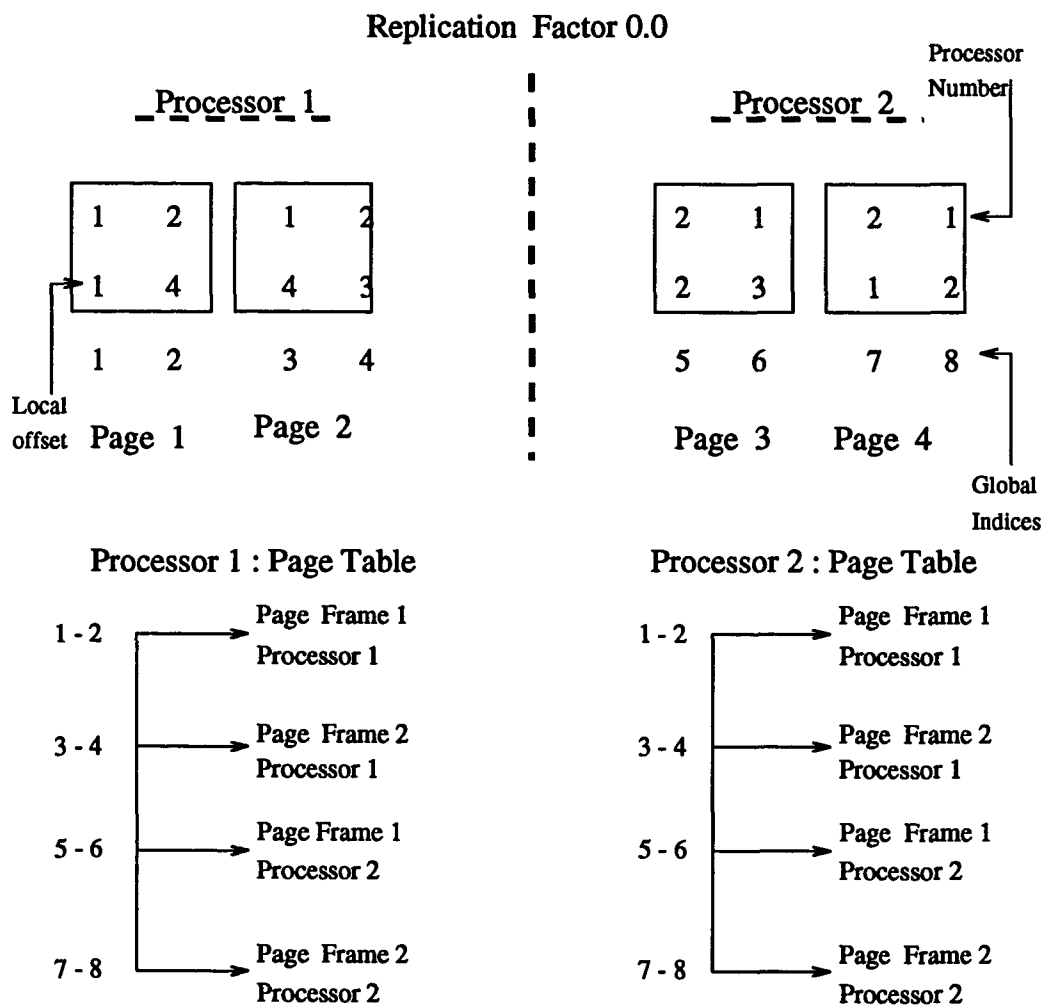 Replication Factor 0.0
Processor
Number
Processor 1
Processor 2
1 2 1 2
2 1 2 1
1 4 4 3
2 3 1 2
1 2 3 4
5 6 7 8
Local
offset
Page 1
Page 2
Page 3
Page 4
Global
Indices
Processor 1 : Page Table
1 - 2
Page Frame 1
Processor 1
3 - 4
Page Frame 2
Processor 1
5 - 6
Page Frame 1
Processor 2
7 - 8
Page Frame 2
Processor 2
Processor 2 : Page Table
1 - 2
Page Frame 1
Processor 1
3 - 4
Page Frame 2
Processor 1
5 - 6
Page Frame 1
Processor 2
7 - 8
Page Frame 2
Processor 2